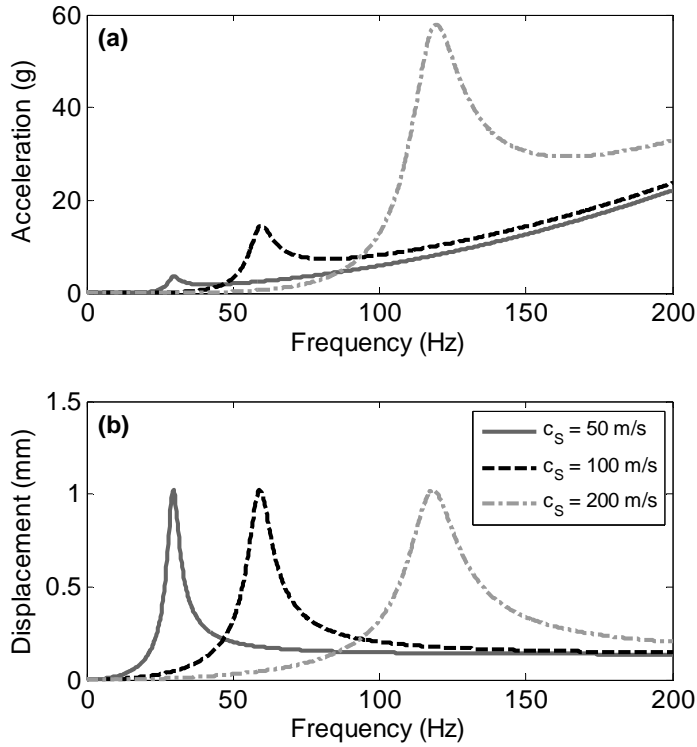 60
(a)
40
20
0
Acceleration (g)
0 50 100 150 200
Frequency (Hz)
1.5
(b)
1
0.5
0
Displacement (mm)
c_S = 50 m/s
c_S = 100 m/s
c_S = 200 m/s
0 50 100 150 200
Frequency (Hz)